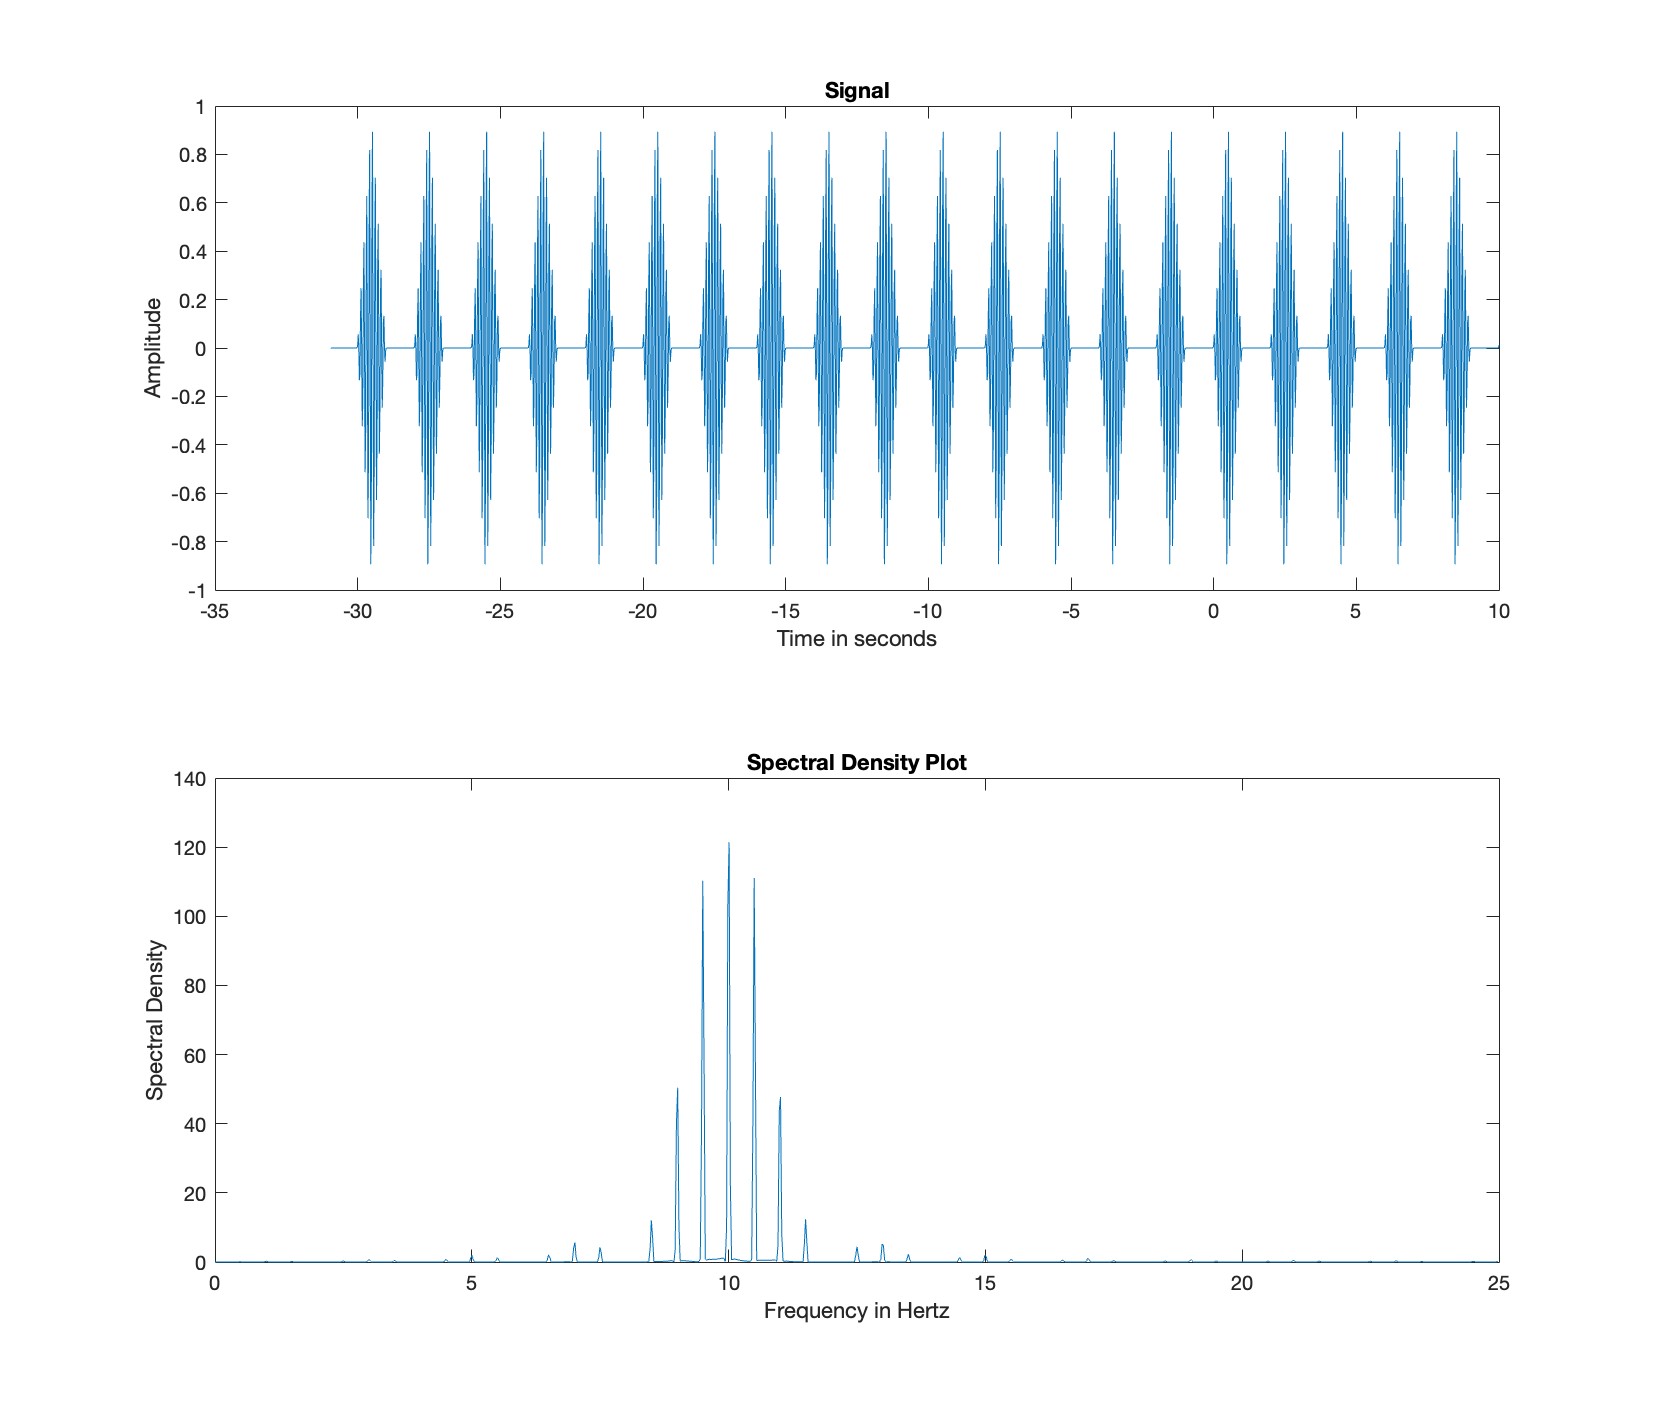 Signal
1
0.8
0.6
0.4
0.2
0
-0.2
-0.4
-0.6
-0.8
-1
Amplitude
-35 -30 -25 -20 -15 -10 -5 0 5 10
Time in seconds
Spectral Density Plot
140
120
100
80
60
40
20
0
Spectral Density
0 5 10 15 20 25
Frequency in Hertz